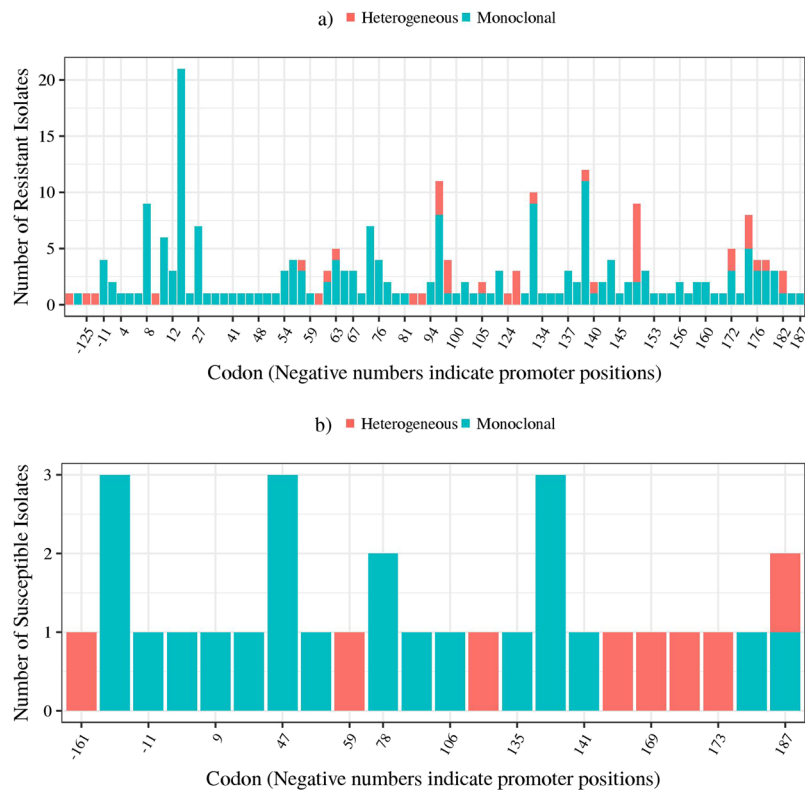 a) Heterogeneous Monoclonal
Number of Resistant Isolates
20
15
10
5
0
-125 -11 4 8 12 27 41 48 54 59 63 67 76 81 94 100 105 124 134 137 140 145 153 156 160 172 176 182 187
Codon (Negative numbers indicate promoter positions)
b) Heterogeneous Monoclonal
Number of Susceptible Isolates
3
2
1
0
-161 -11 9 47 59 78 106 135 141 169 173 187
Codon (Negative numbers indicate promoter positions)